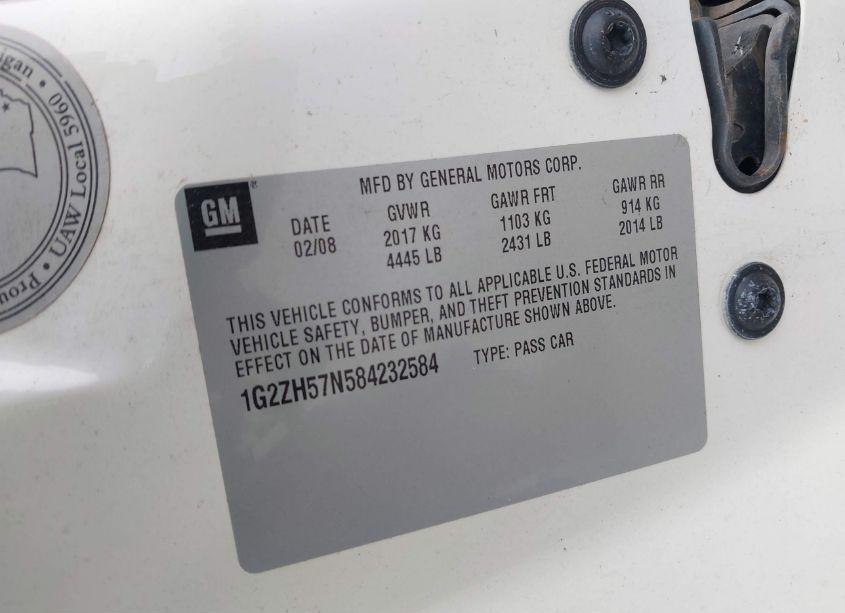 igan • UAW Local 5960 •
Prou
GM®
MFD BY GENERAL MOTORS CORP.
DATE GVWR GAWR FRT GAWR RR
02/08 2017 KG 1103 KG 914 KG
4445 LB 2431 LB 2014 LB
THIS VEHICLE CONFORMS TO ALL APPLICABLE U.S. FEDERAL MOTOR
VEHICLE SAFETY, BUMPER, AND THEFT PREVENTION STANDARDS IN
EFFECT ON THE DATE OF MANUFACTURE SHOWN ABOVE.
1G2ZH57N584232584 TYPE: PASS CAR